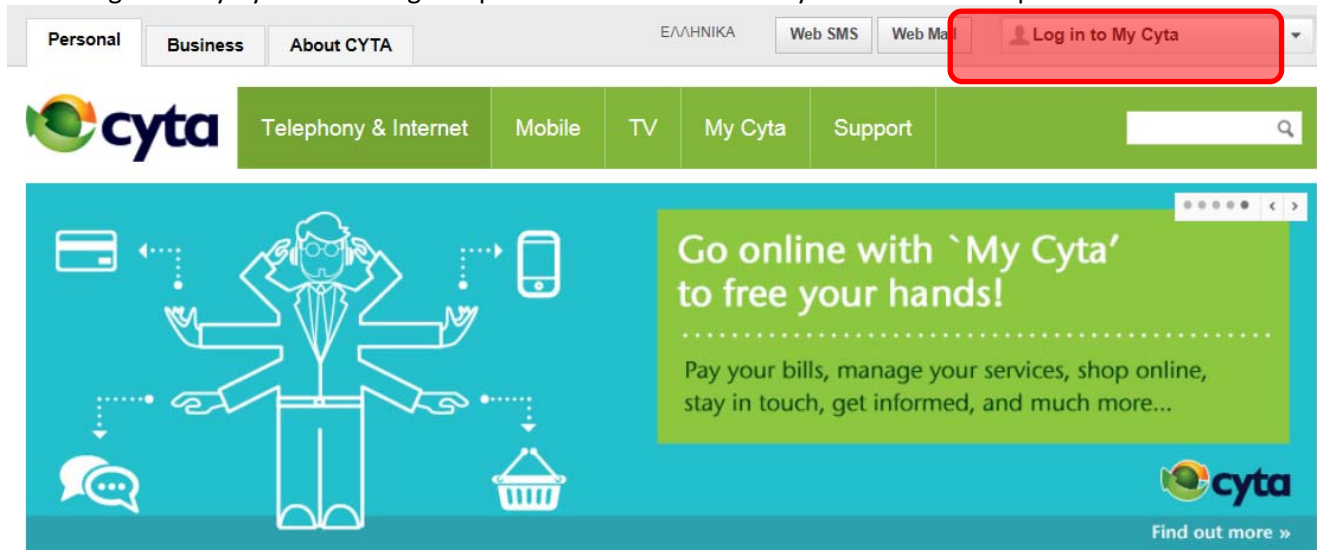 Personal
Business
About CYTA
ΕΛΛΗΝΙΚΑ
Web SMS
Web Mail
Log in to My Cyta
cyta
Telephony & Internet
Mobile
TV
My Cyta
Support
Go online with `My Cyta’
to free your hands!
Pay your bills, manage your services, shop online,
stay in touch, get informed, and much more...
cyta
Find out more »